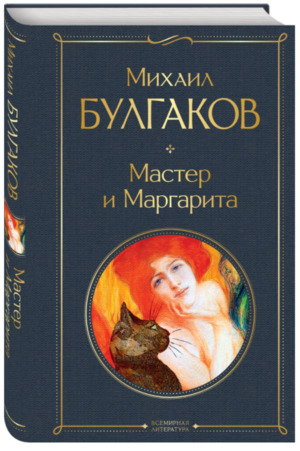 Михаил
БУЛГАКОВ
Мастер
и Маргарита
ВСЕМИРНАЯ
ЛИТЕРАТУРА
Михаил БУЛГАКОВ
Мастер
и Маргарита